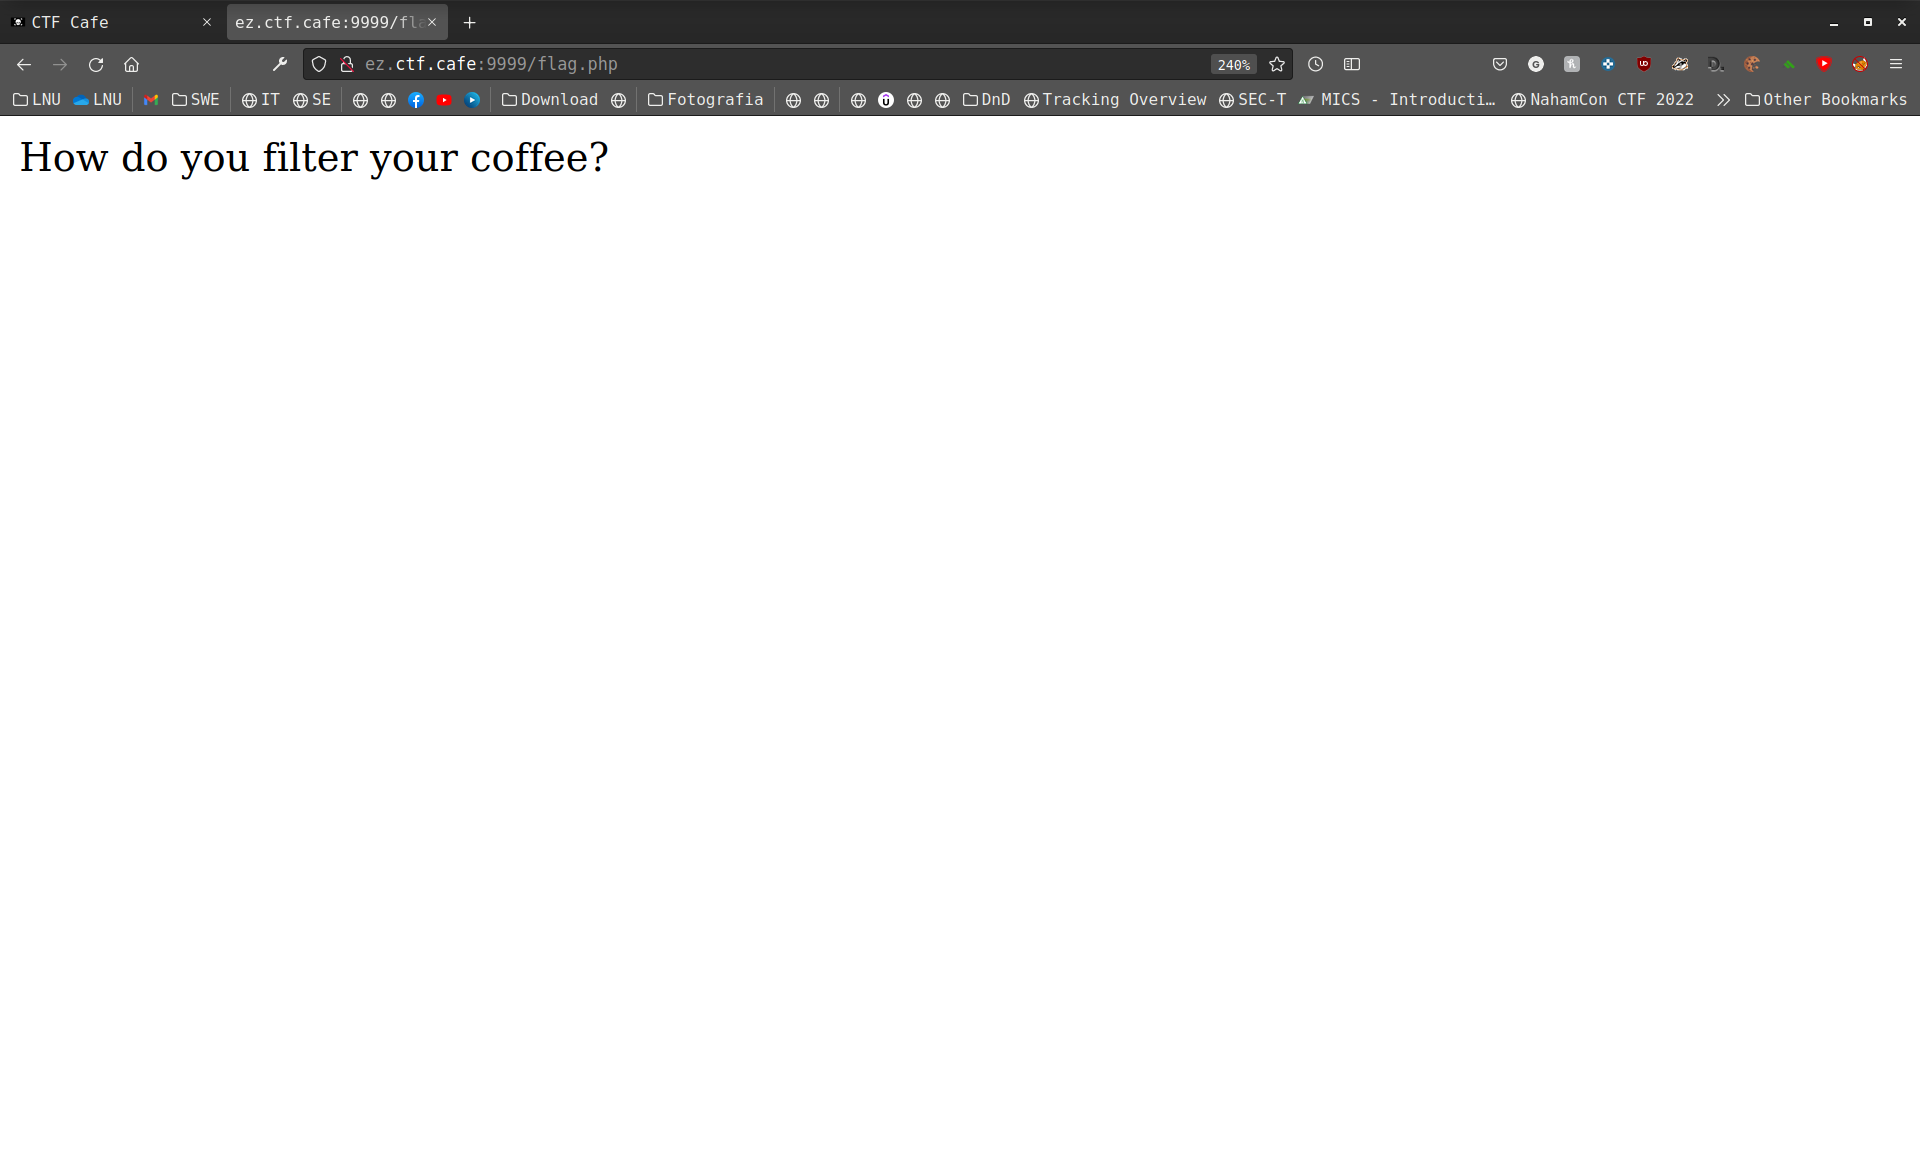 CTF Cafe
ez.ctf.cafe:9999/fla
ez.ctf.cafe:9999/flag.php 240%
LNU LNU SWE IT SE Download Fotografia DnD Tracking Overview SEC-T MICS - Introducti… NahamCon CTF 2022 Other Bookmarks
How do you filter your coffee?